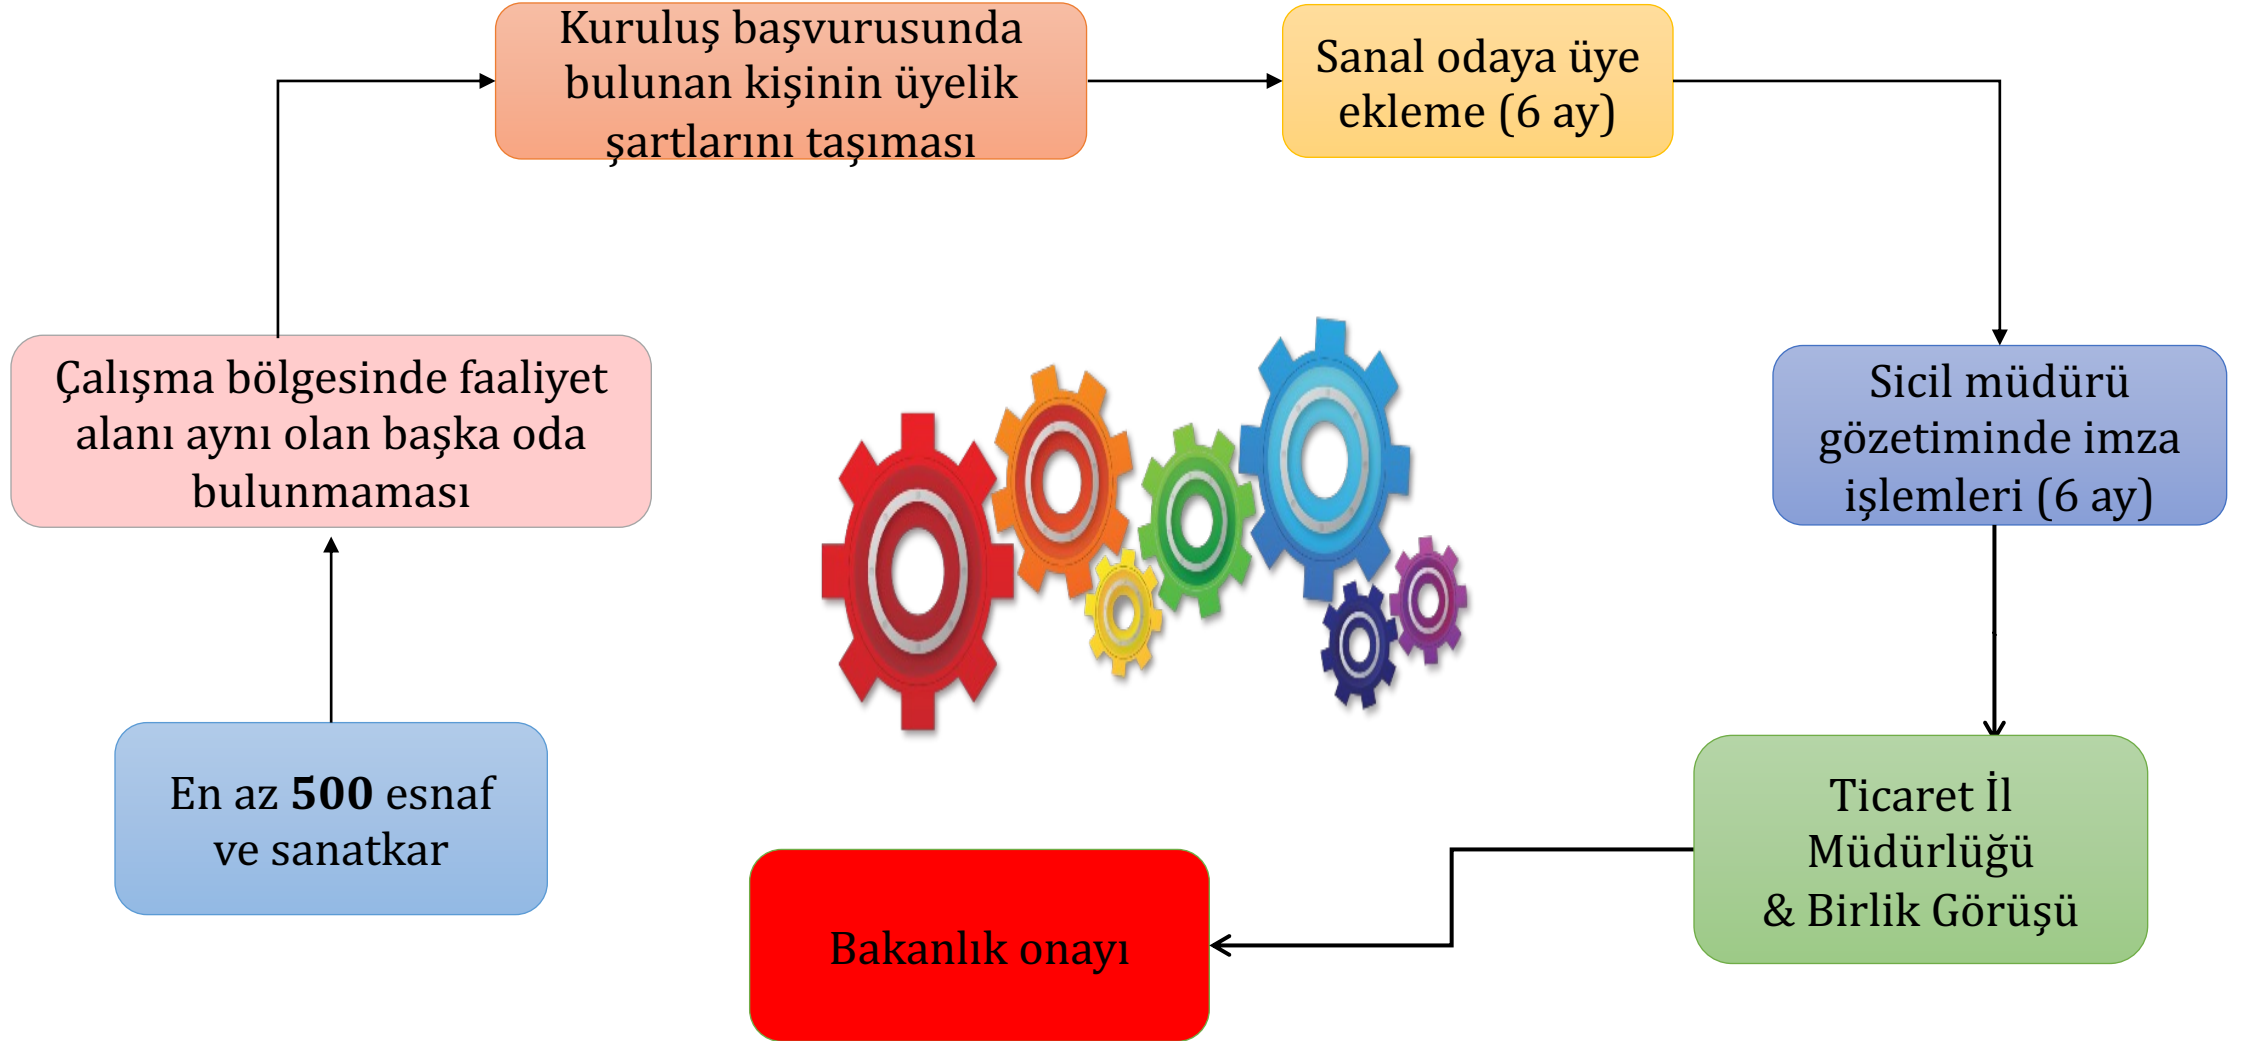 Kuruluş başvurusunda
bulunan kişinin üyelik
şartlarını taşıması
Sanal odaya üye
ekleme (6 ay)
Çalışma bölgesinde faaliyet
alanı aynı olan başka oda
bulunmaması
Sicil müdürü
gözetiminde imza
işlemleri (6 ay)
En az 500 esnaf
ve sanatkar
Ticaret İl
Müdürlüğü
& Birlik Görüşü
Bakanlık onayı